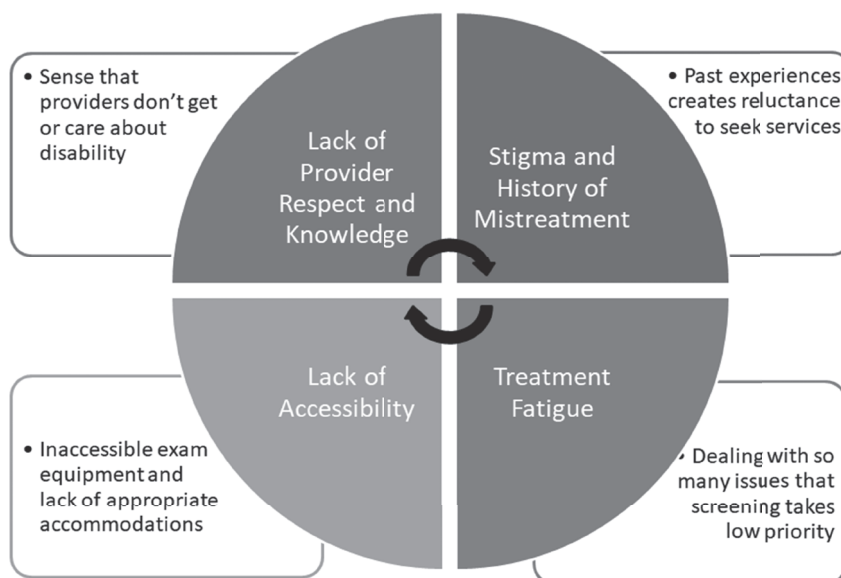 • Sense that
providers don't get
or care about
disability
Lack of
Provider
Respect and
Knowledge
Stigma and
History of
Mistreatment
• Past experiences
creates reluctance
to seek services
• Inaccessible exam
equipment and
lack of appropriate
accommodations
Lack of
Accessibility
Treatment
Fatigue
• Dealing with so
many issues that
screening takes
low priority